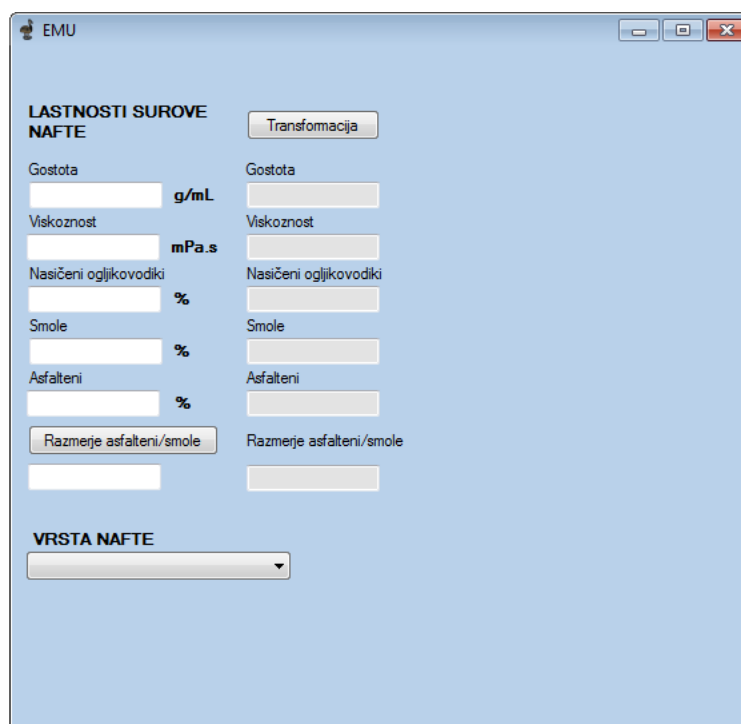 EMU
LASTNOSTI SUROVE
NAFTE
Transformacija
Gostota
Gostota
g/mL
Viskoznost
Viskoznost
mPa.s
Nasičeni ogljikovodiki
Nasičeni ogljikovodiki
%
Smole
Smole
%
Asfalteni
Asfalteni
%
Razmerje asfalteni/smole
Razmerje asfalteni/smole
VRSTA NAFTE